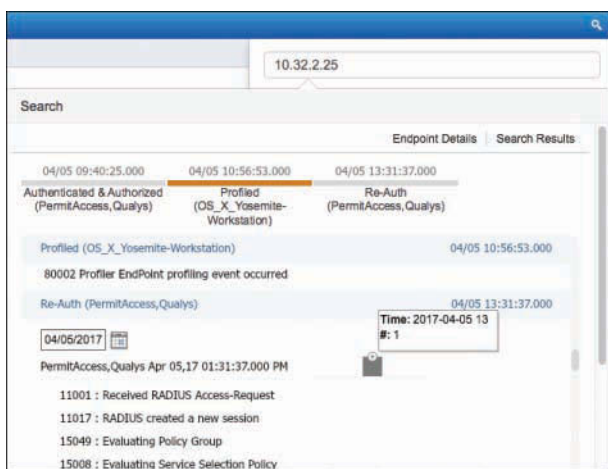 10.32.2.25
Search
Endpoint Details Search Results
04/05 09:40:25.000 04/05 10:56:53.000 04/05 13:31:37.000
Authenticated & Authorized (PermitAccess,Qualys) Profiled (OS_X_Yosemite-Workstation) Re-Auth (PermitAccess,Qualys)
Profiled (OS_X_Yosemite-Workstation) 04/05 10:56:53.000
80002 Profiler EndPoint profiling event occurred
Re-Auth (PermitAccess,Qualys) 04/05 13:31:37.000
Time: 2017-04-05 13
#: 1
04/05/2017
PermitAccess,Qualys Apr 05,17 01:31:37.000 PM
11001 : Received RADIUS Access-Request
11017 : RADIUS created a new session
15049 : Evaluating Policy Group
15008 : Evaluating Service Selection Policy